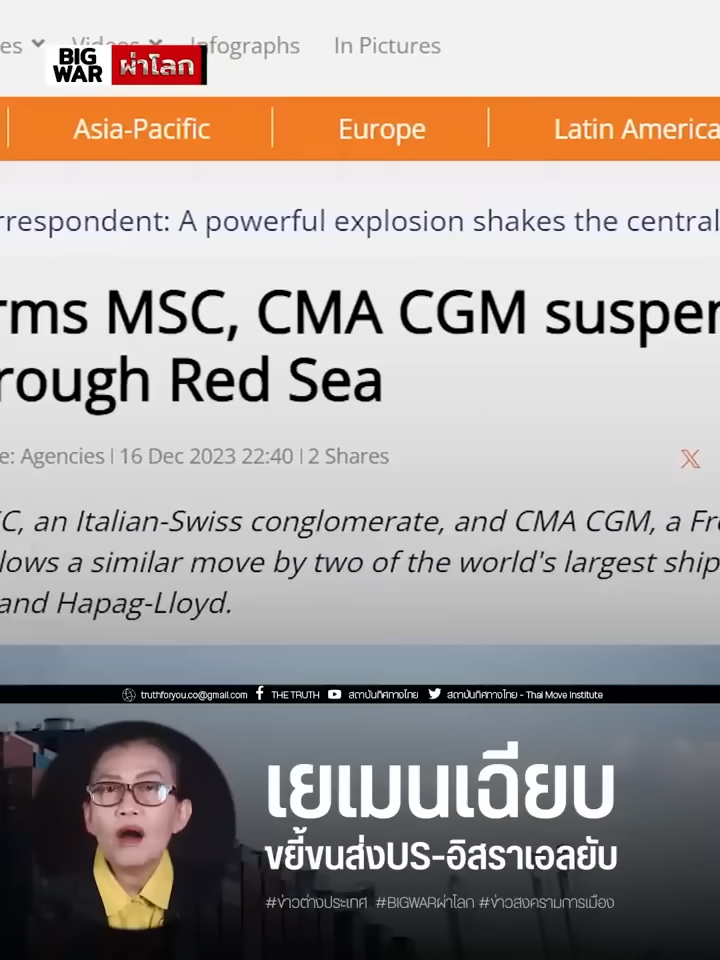 es Videos Infographs In Pictures
BIG WAR ผ่าโลก
Asia-Pacific Europe Latin America
rrespondent: A powerful explosion shakes the central
rms MSC, CMA CGM suspen
rough Red Sea
e: Agencies | 16 Dec 2023 22:40 | 2 Shares
C, an Italian-Swiss conglomerate, and CMA CGM, a Fre
lows a similar move by two of the world's largest ship
and Hapag-Lloyd.
truthforyou.co@gmail.com THE TRUTH สถาบันทิศทางไทย สถาบันทิศทางไทย - Thai Move Institute
เยเมนเฉียบ
ขยี้ขนส่งUS-อิสราเอลยับ
#ข่าวต่างประเทศ #BIGWARผ่าโลก #ข่าวสงครามการเมือง